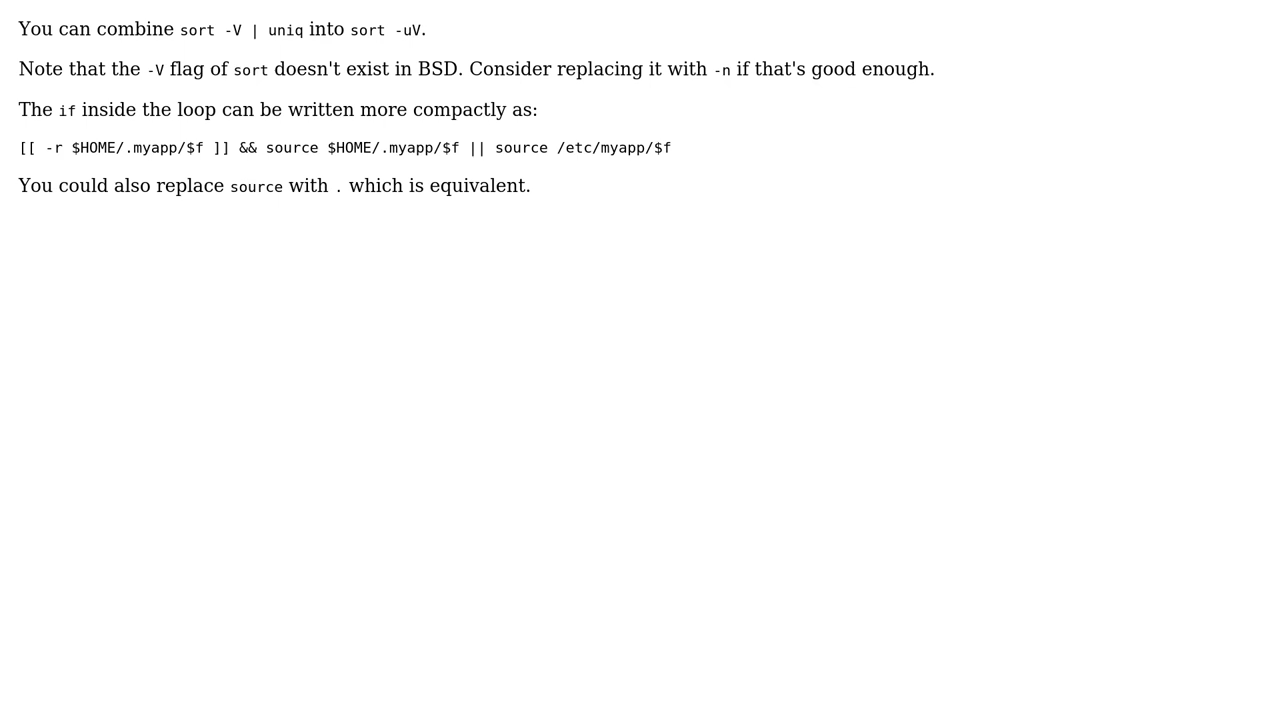 You can combine sort -V | uniq into sort -uV.
Note that the -V flag of sort doesn't exist in BSD. Consider replacing it with -n if that's good enough.
The if inside the loop can be written more compactly as:
[[ -r $HOME/.myapp/$f ]] && source $HOME/.myapp/$f || source /etc/myapp/$f
You could also replace source with . which is equivalent.